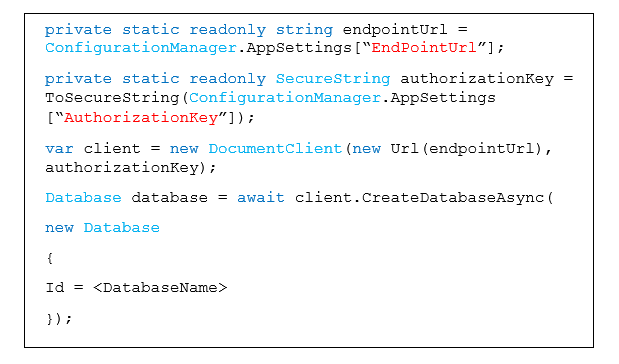 private static readonly string endpointUrl =
ConfigurationManager.AppSettings[“EndPointUrl”];
private static readonly SecureString authorizationKey =
ToSecureString(ConfigurationManager.AppSettings
[“AuthorizationKey”]);
var client = new DocumentClient(new Url(endpointUrl),
authorizationKey);
Database database = await client.CreateDatabaseAsync(
new Database
{
Id = <DatabaseName>
});